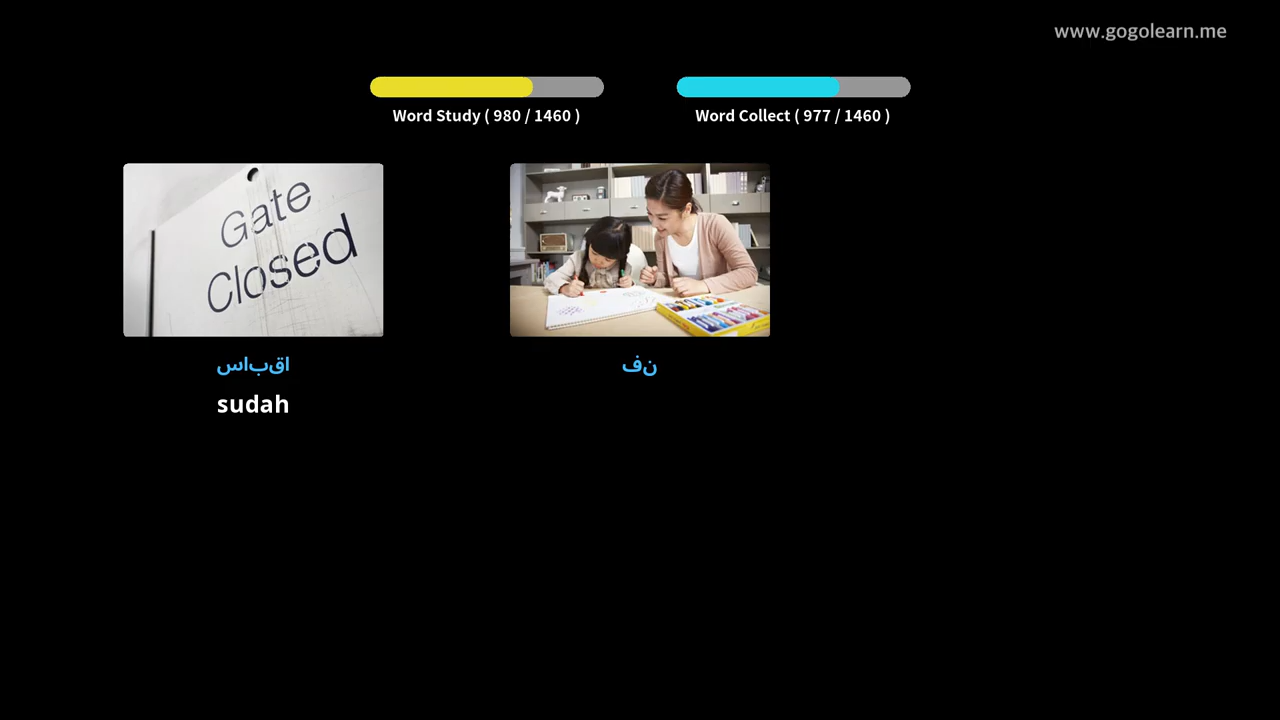 www.gogolearn.me
Word Study ( 980 / 1460 )
Word Collect ( 977 / 1460 )
Gate
Closed
اقباس
sudah
نف